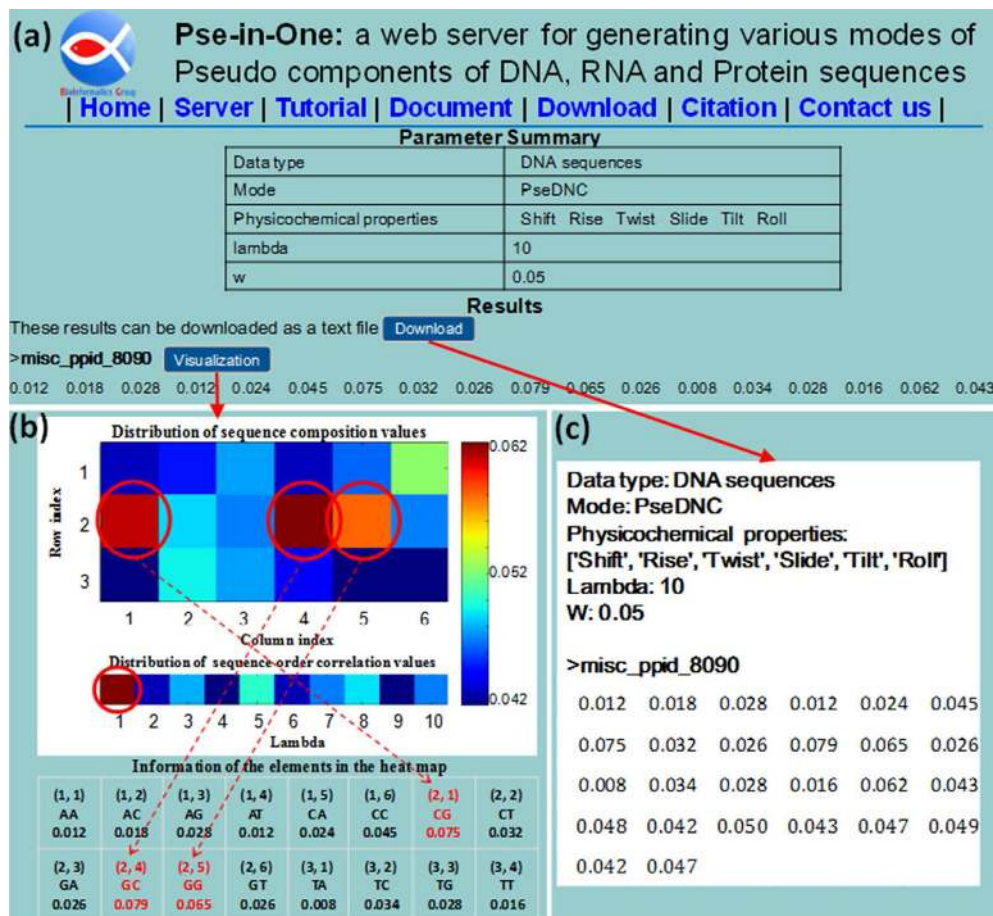 (a)
BioInformatics Group
Pse-in-One: a web server for generating various modes of
Pseudo components of DNA, RNA and Protein sequences
| Home | Server | Tutorial | Document | Download | Citation | Contact us |
Parameter Summary
Data type DNA sequences
Mode PseDNC
Physicochemical properties Shift Rise Twist Slide Tilt Roll
lambda 10
w 0.05
Results
These results can be downloaded as a text file Download
>misc_ppid_8090 Visualization
0.012 0.018 0.028 0.012 0.024 0.045 0.075 0.032 0.026 0.079 0.065 0.026 0.008 0.034 0.028 0.016 0.062 0.043
(b)
Distribution of sequence composition values
0.062
0.052
0.042
Row index
1
2
3
1 2 3 4 5 6
Column index
Distribution of sequence order correlation values
1 2 3 4 5 6 7 8 9 10
Lambda
Information of the elements in the heat map
(1, 1) (1, 2) (1, 3) (1, 4) (1, 5) (1, 6) (2, 1) (2, 2)
AA AC AG AT CA CC CG CT
0.012 0.018 0.028 0.012 0.024 0.045 0.075 0.032
(2, 3) (2, 4) (2, 5) (2, 6) (3, 1) (3, 2) (3, 3) (3, 4)
GA GC GG GT TA TC TG TT
0.026 0.079 0.065 0.026 0.008 0.034 0.028 0.016
(c)
Data type: DNA sequences
Mode: PseDNC
Physicochemical properties:
['Shift', 'Rise', 'Twist', 'Slide', 'Tilt', 'Roll']
Lambda: 10
W: 0.05
>misc_ppid_8090
0.012 0.018 0.028 0.012 0.024 0.045
0.075 0.032 0.026 0.079 0.065 0.026
0.008 0.034 0.028 0.016 0.062 0.043
0.048 0.042 0.050 0.043 0.047 0.049
0.042 0.047